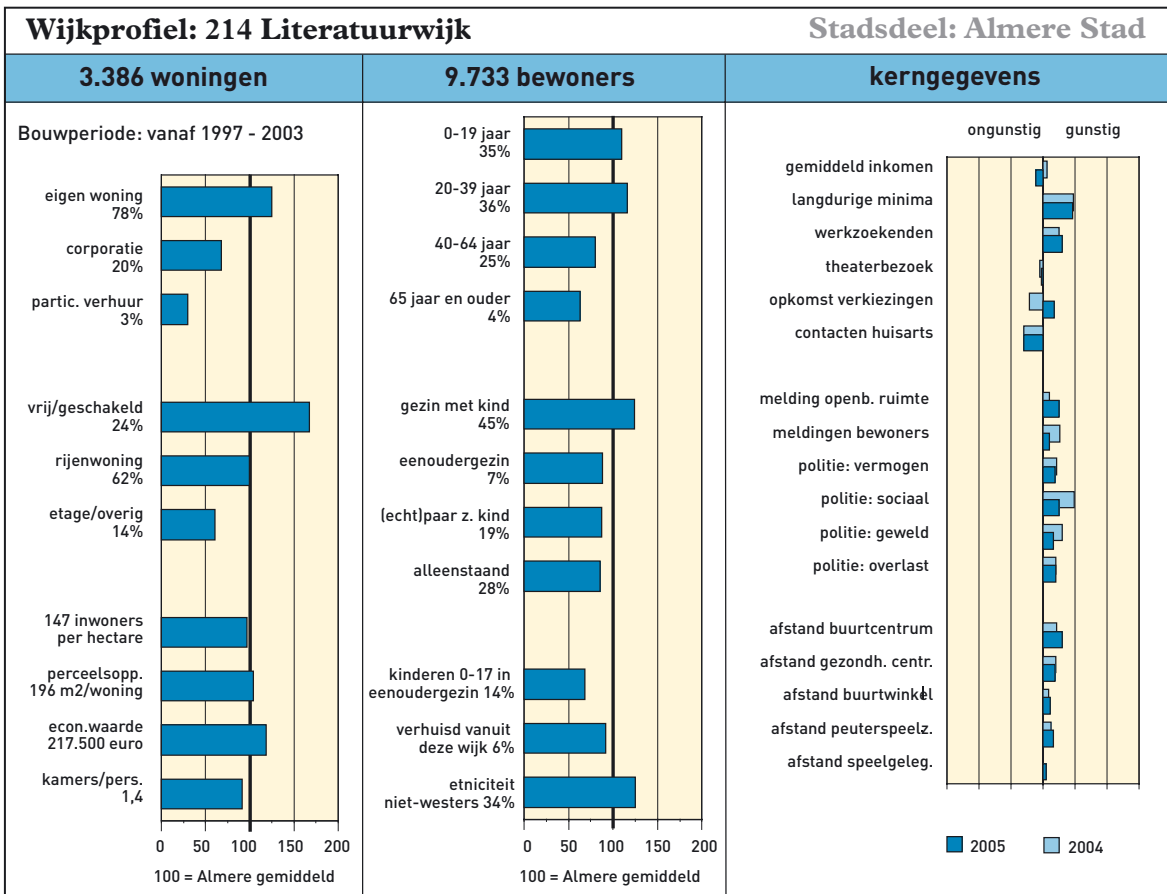 Wijkprofiel: 214 Literatuurwijk
Stadsdeel: Almere Stad
3.386 woningen
9.733 bewoners
kerngegevens
Bouwperiode: vanaf 1997 - 2003
eigen woning
78%
corporatie
20%
partic. verhuur
3%
vrij/geschakeld
24%
rijenwoning
62%
etage/overig
14%
147 inwoners
per hectare
perceelsopp.
196 m2/woning
econ.waarde
217.500 euro
kamers/pers.
1,4
0 50 100 150 200
100 = Almere gemiddeld
0-19 jaar
35%
20-39 jaar
36%
40-64 jaar
25%
65 jaar en ouder
4%
gezin met kind
45%
eenoudergezin
7%
(echt)paar z. kind
19%
alleenstaand
28%
kinderen 0-17 in
eenoudergezin 14%
verhuisd vanuit
deze wijk 6%
etniciteit
niet-westers 34%
0 50 100 150 200
100 = Almere gemiddeld
ongunstig gunstig
gemiddeld inkomen
langdurige minima
werkzoekenden
theaterbezoek
opkomst verkiezingen
contacten huisarts
melding openb. ruimte
meldingen bewoners
politie: vermogen
politie: sociaal
politie: geweld
politie: overlast
afstand buurtcentrum
afstand gezondh. centr.
afstand buurtwinkel
afstand peuterspeelz.
afstand speelgeleg.
2005 2004